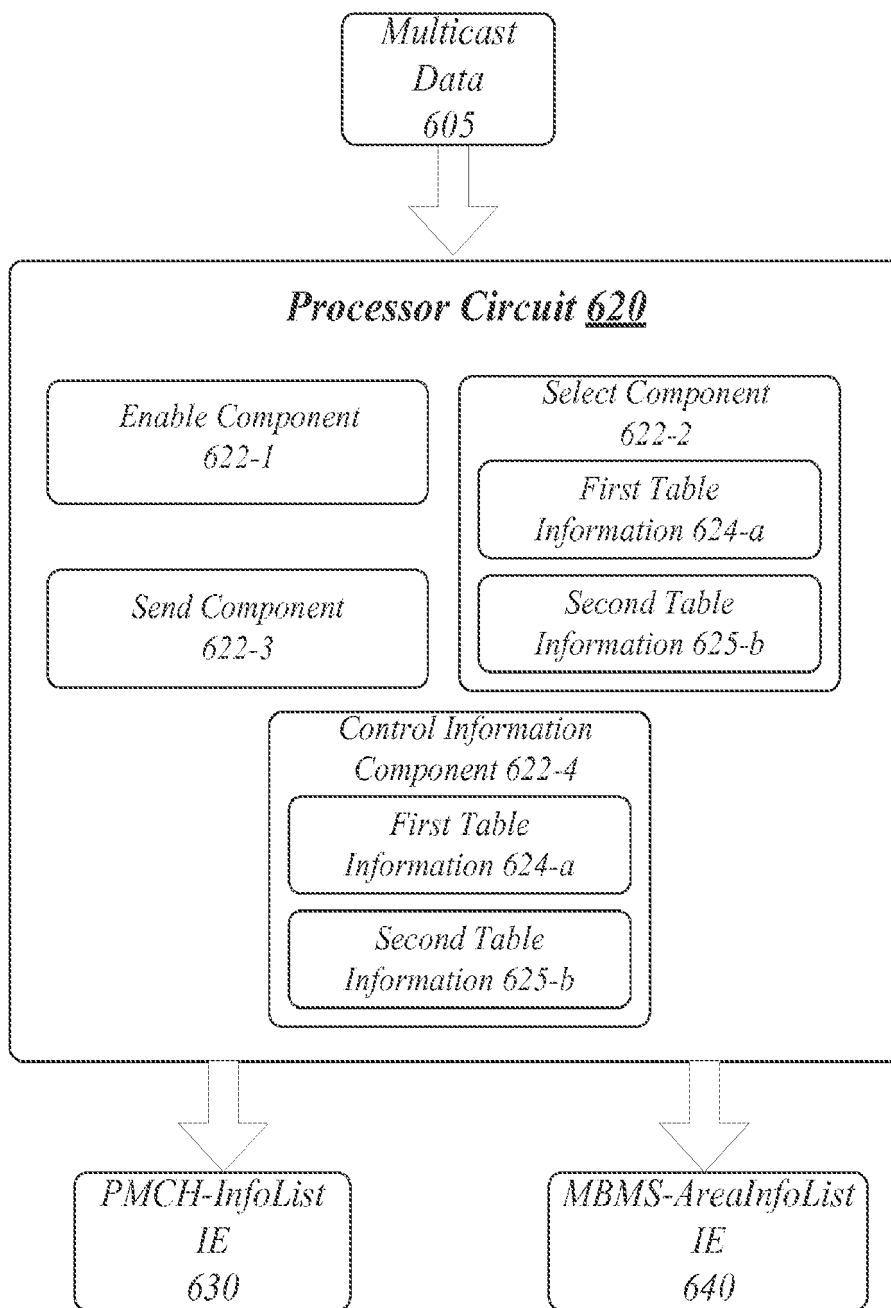 Multicast
Data
605
Processor Circuit 620
Enable Component
622-1
Select Component
622-2
First Table
Information 624-a
Second Table
Information 625-b
Send Component
622-3
Control Information
Component 622-4
First Table
Information 624-a
Second Table
Information 625-b
PMCH-InfoList
IE
630
MBMS-AreaInfoList
IE
640